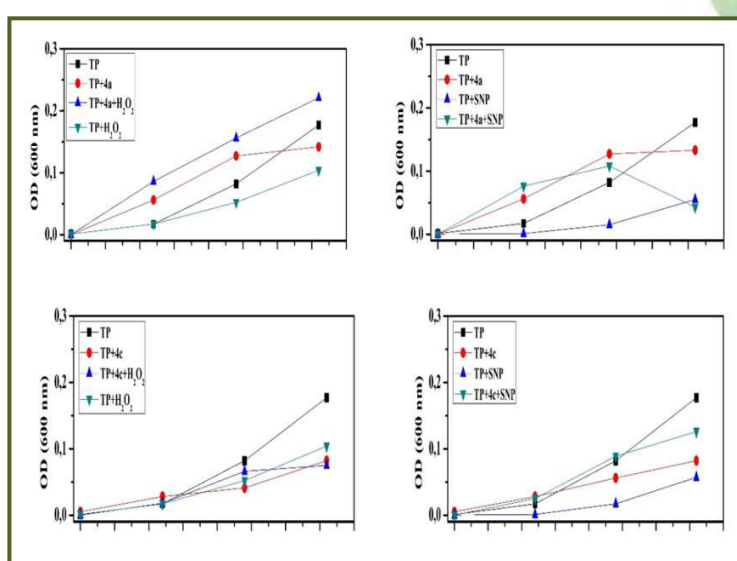 0,3
0,2
0,1
0,0
OD (600 nm)
TP
TP+4a
TP+4a+H₂O₂
TP+H₂O₂
0,3
0,2
0,1
0,0
OD (600 nm)
TP
TP+4a
TP+SNP
TP+4a+SNP
0,3
0,2
0,1
0,0
OD (600 nm)
TP
TP+4c
TP+4c+H₂O₂
TP+H₂O₂
0,3
0,2
0,1
0,0
OD (600 nm)
TP
TP+4c
TP+SNP
TP+4c+SNP